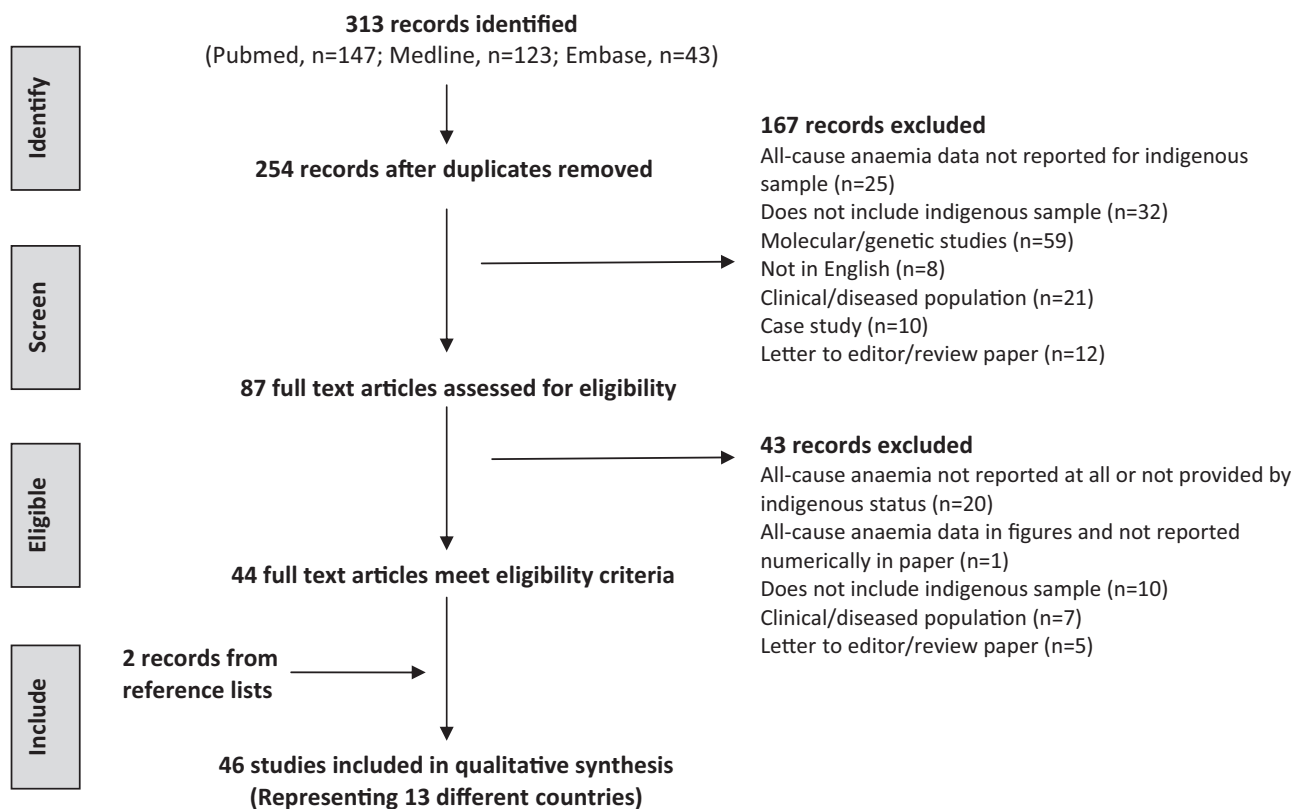 313 records identified
(Pubmed, n=147; Medline, n=123; Embase, n=43)
Identify
254 records after duplicates removed
167 records excluded
All-cause anaemia data not reported for indigenous
sample (n=25)
Does not include indigenous sample (n=32)
Molecular/genetic studies (n=59)
Not in English (n=8)
Clinical/diseased population (n=21)
Case study (n=10)
Letter to editor/review paper (n=12)
Screen
87 full text articles assessed for eligibility
43 records excluded
All-cause anaemia not reported at all or not provided by
indigenous status (n=20)
All-cause anaemia data in figures and not reported
numerically in paper (n=1)
Does not include indigenous sample (n=10)
Clinical/diseased population (n=7)
Letter to editor/review paper (n=5)
Eligible
44 full text articles meet eligibility criteria
2 records from
reference lists
Include
46 studies included in qualitative synthesis
(Representing 13 different countries)